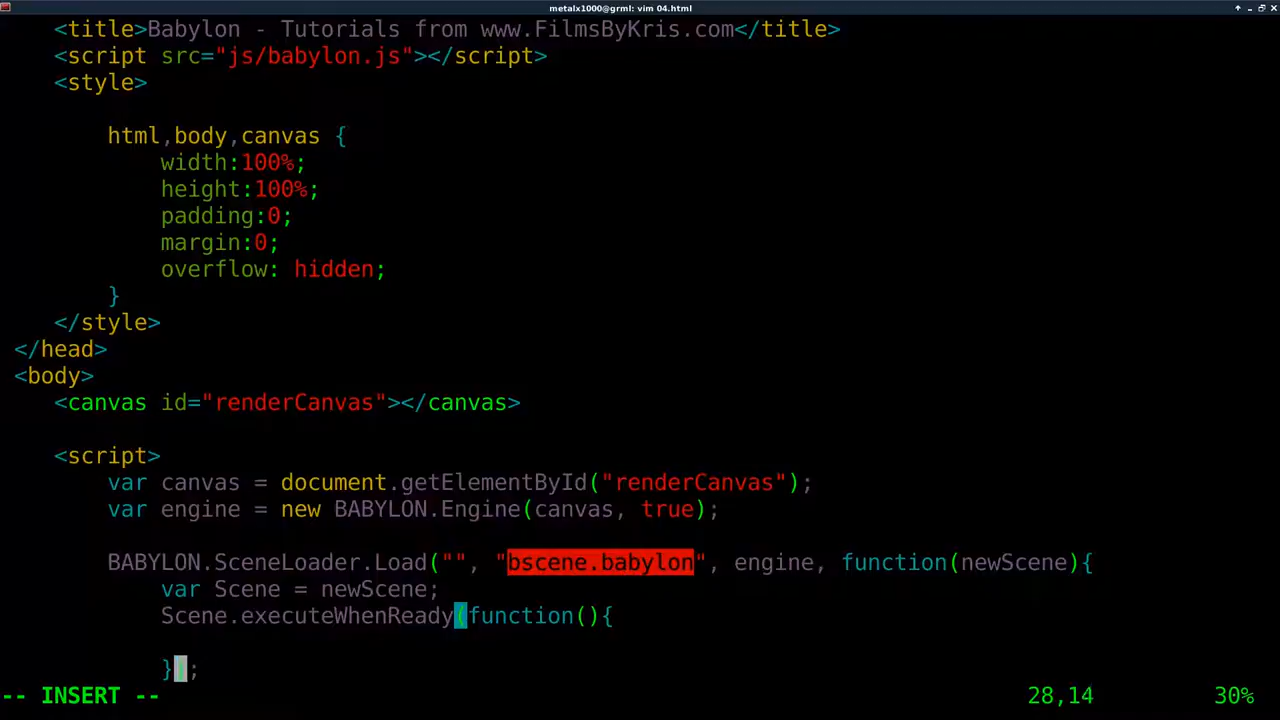 metalx1000@grml: vim 04.html
<title>Babylon - Tutorials from www.FilmsByKris.com</title>
<script src="js/babylon.js"></script>
<style>
html,body,canvas {
width:100%;
height:100%;
padding:0;
margin:0;
overflow: hidden;
}
</style>
</head>
<body>
<canvas id="renderCanvas"></canvas>
<script>
var canvas = document.getElementById("renderCanvas");
var engine = new BABYLON.Engine(canvas, true);
BABYLON.SceneLoader.Load("", "bscene.babylon", engine, function(newScene){
var Scene = newScene;
Scene.executeWhenReady(function(){
});
-- INSERT -- 28,14 30%